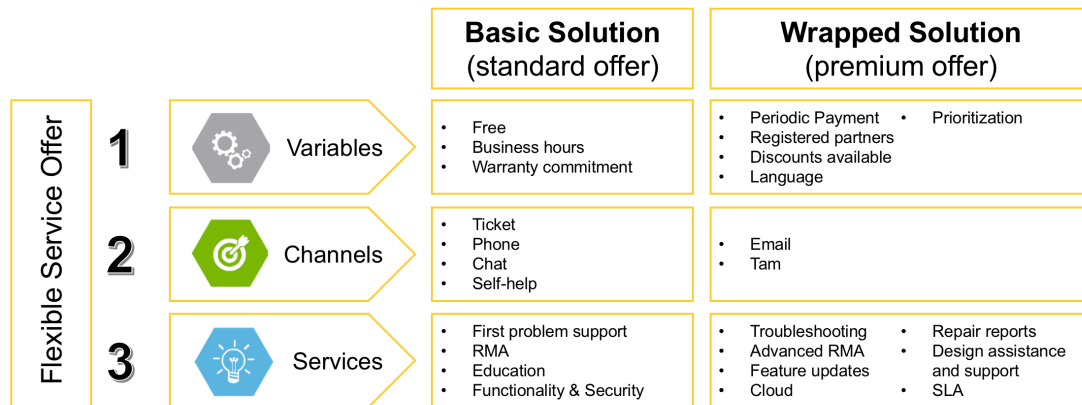 Basic Solution
(standard offer)
Wrapped Solution
(premium offer)
Flexible Service Offer
1
Variables
• Free
• Business hours
• Warranty commitment
• Periodic Payment
• Registered partners
• Discounts available
• Language
• Prioritization
2
Channels
• Ticket
• Phone
• Chat
• Self-help
• Email
• Tam
3
Services
• First problem support
• RMA
• Education
• Functionality & Security
• Troubleshooting
• Advanced RMA
• Feature updates
• Cloud
• Repair reports
• Design assistance
and support
• SLA